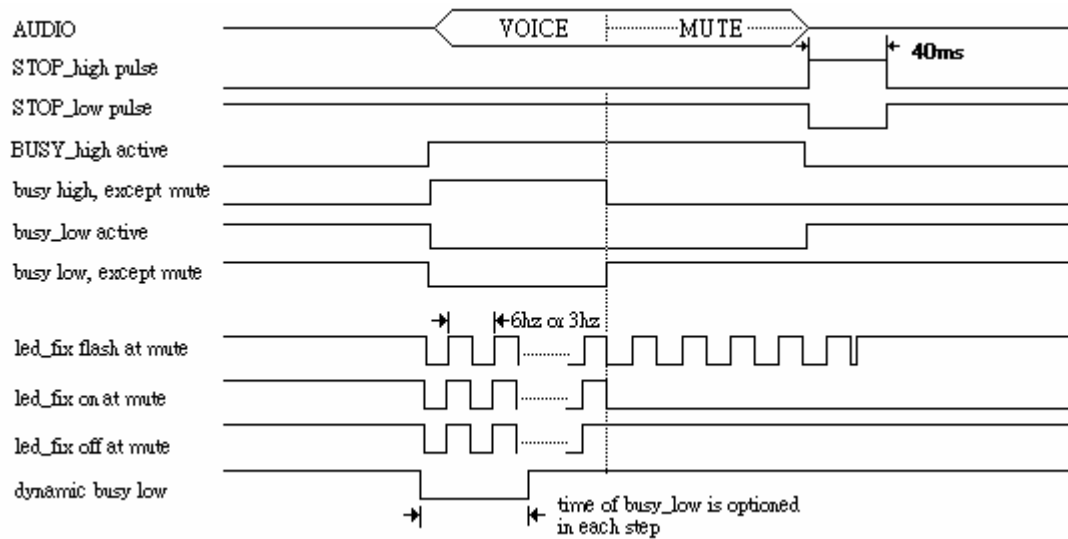 AUDIO
VOICE
MUTE
40ms
STOP_high pulse
STOP_low pulse
BUSY_high active
busy high, except mute
busy_low active
busy low, except mute
6hz or 3hz
led_fix flash at mute
led_fix on at mute
led_fix off at mute
dynamic busy low
time of busy_low is optioned
in each step